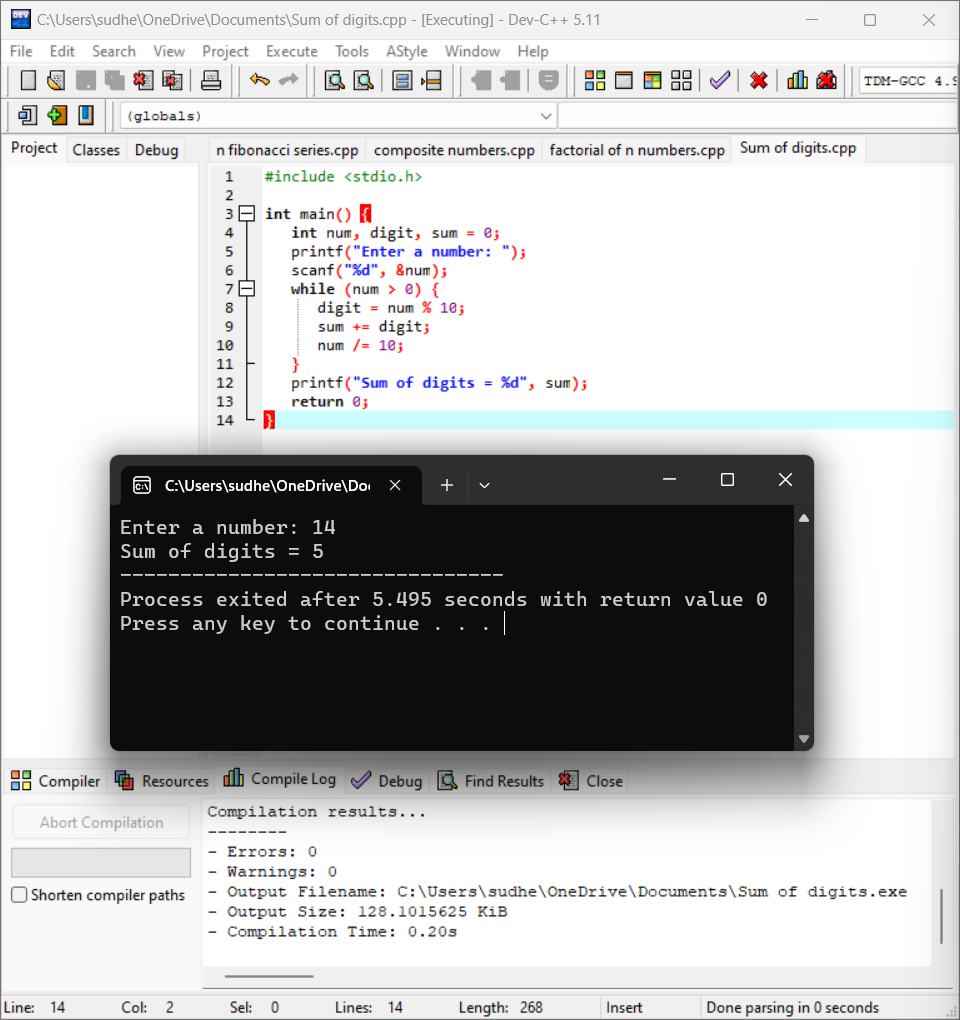 C:\Users\sudhe\OneDrive\Documents\Sum of digits.cpp - [Executing] - Dev-C++ 5.11
File Edit Search View Project Execute Tools AStyle Window Help
TDM-GCC 4.9
(globals)
Project Classes Debug
n fibonacci series.cpp composite numbers.cpp factorial of n numbers.cpp Sum of digits.cpp
1 #include <stdio.h>
2
3 int main() {
4 int num, digit, sum = 0;
5 printf("Enter a number: ");
6 scanf("%d", &num);
7 while (num > 0) {
8 digit = num % 10;
9 sum += digit;
10 num /= 10;
11 }
12 printf("Sum of digits = %d", sum);
13 return 0;
14 }
C:\Users\sudhe\OneDrive\Doc
Enter a number: 14
Sum of digits = 5
--------------------------------
Process exited after 5.495 seconds with return value 0
Press any key to continue . . .
Compiler Resources Compile Log Debug Find Results Close
Abort Compilation
Shorten compiler paths
Compilation results...
--------
- Errors: 0
- Warnings: 0
- Output Filename: C:\Users\sudhe\OneDrive\Documents\Sum of digits.exe
- Output Size: 128.1015625 KiB
- Compilation Time: 0.20s
Line: 14 Col: 2 Sel: 0 Lines: 14 Length: 268 Insert Done parsing in 0 seconds